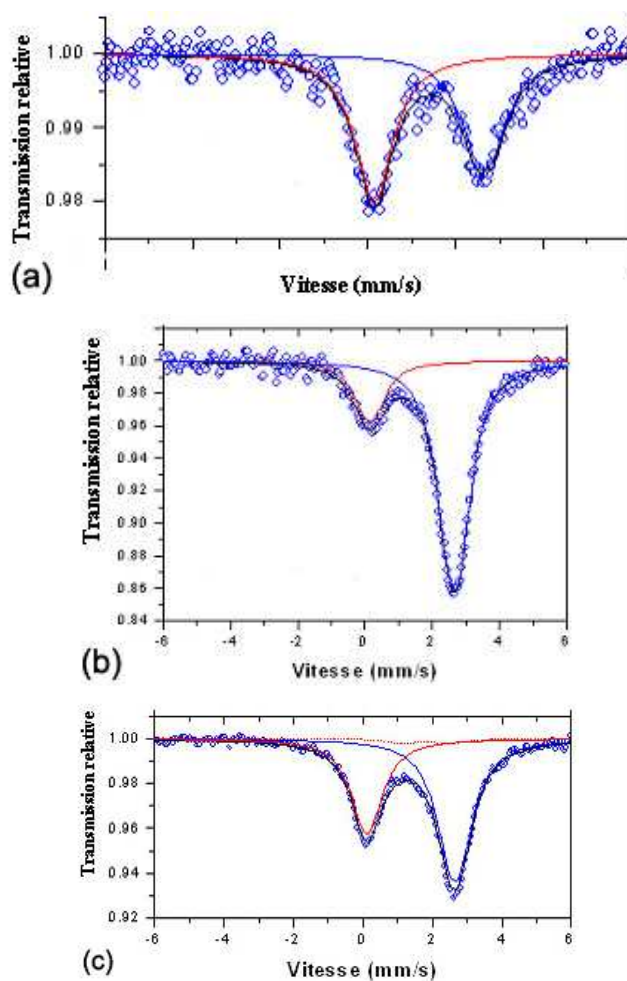 Transmission relative
1.00
0.99
0.98
(a)
Vitesse (mm/s)
Transmission relative
1.00
0.98
0.96
0.94
0.92
0.90
0.88
0.86
0.84
-6 -4 -2 0 2 4 6
(b)
Vitesse (mm/s)
Transmission relative
1.00
0.98
0.96
0.94
0.92
-6 -4 -2 0 2 4 6
(c)
Vitesse (mm/s)